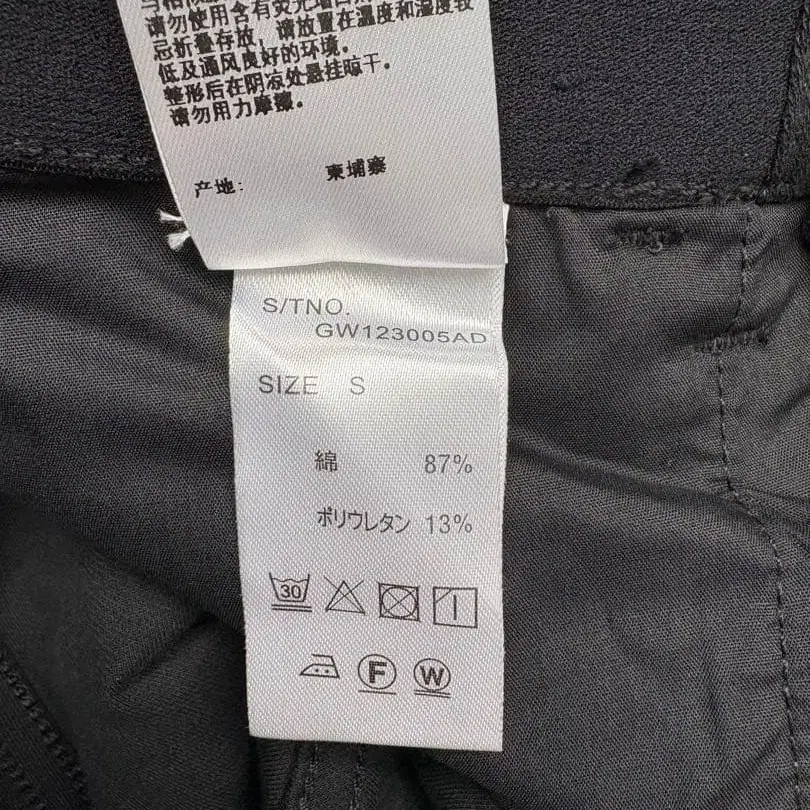 请勿使用含有荧光增白
忌折叠存放，请放置在温度和湿度较
低及通风良好的环境。
整形后在阴凉处悬挂晾干。
请勿用力摩擦。
产地: 柬埔寨
S/TNO.
GW123005AD
SIZE S
綿 87%
ポリウレタン 13%
30
F W